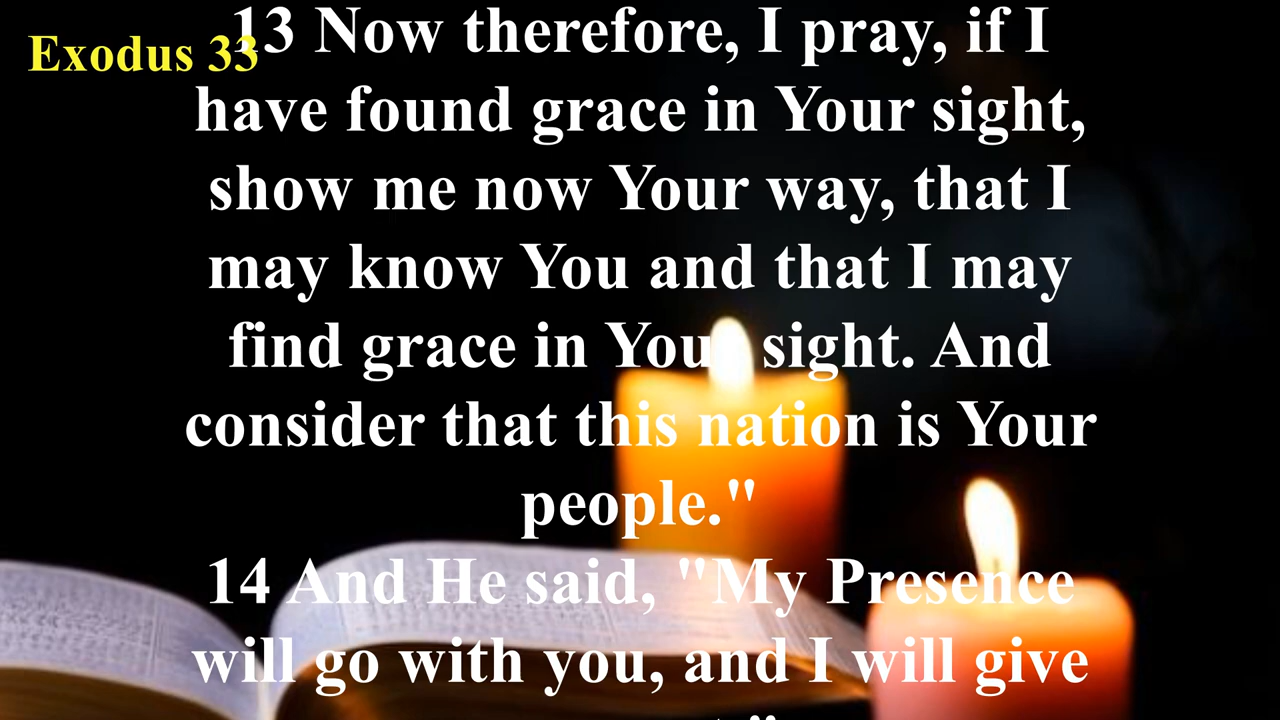 Exodus 33
13 Now therefore, I pray, if I
have found grace in Your sight,
show me now Your way, that I
may know You and that I may
find grace in Your sight. And
consider that this nation is Your
people."
14 And He said, "My Presence
will go with you, and I will give